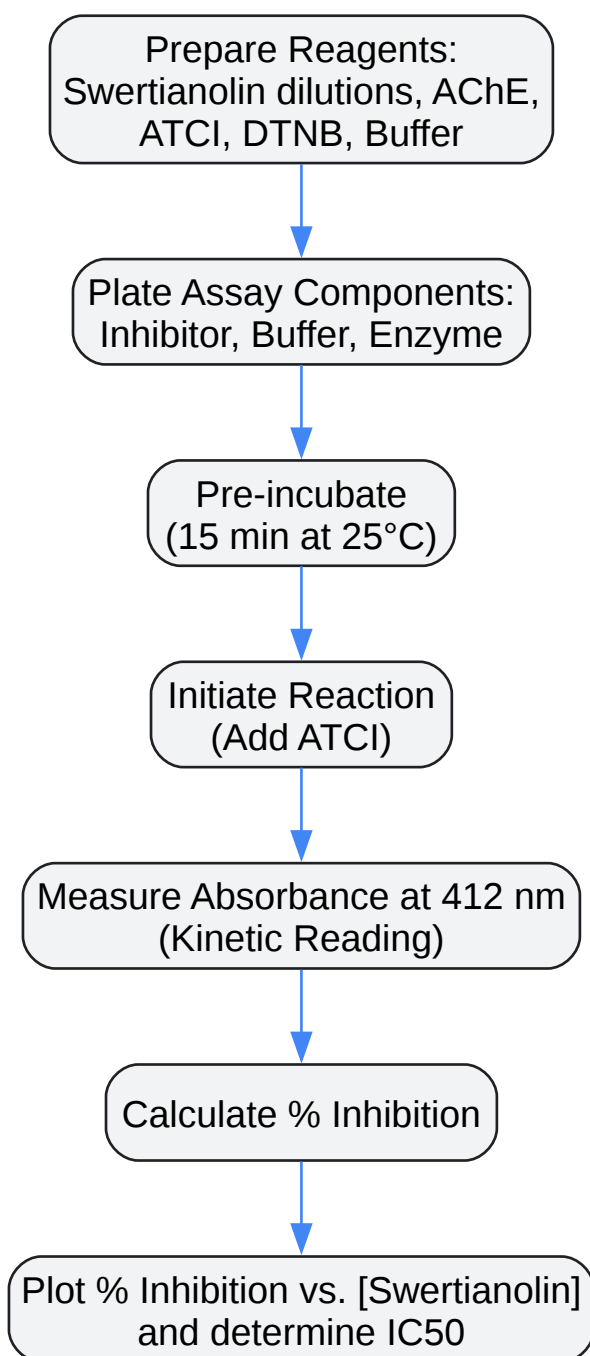 Prepare Reagents:
Swertianolin dilutions, AChE,
ATCI, DTNB, Buffer
Plate Assay Components:
Inhibitor, Buffer, Enzyme
Pre-incubate
(15 min at 25°C)
Initiate Reaction
(Add ATCI)
Measure Absorbance at 412 nm
(Kinetic Reading)
Calculate % Inhibition
Plot % Inhibition vs. [Swertianolin]
and determine IC50